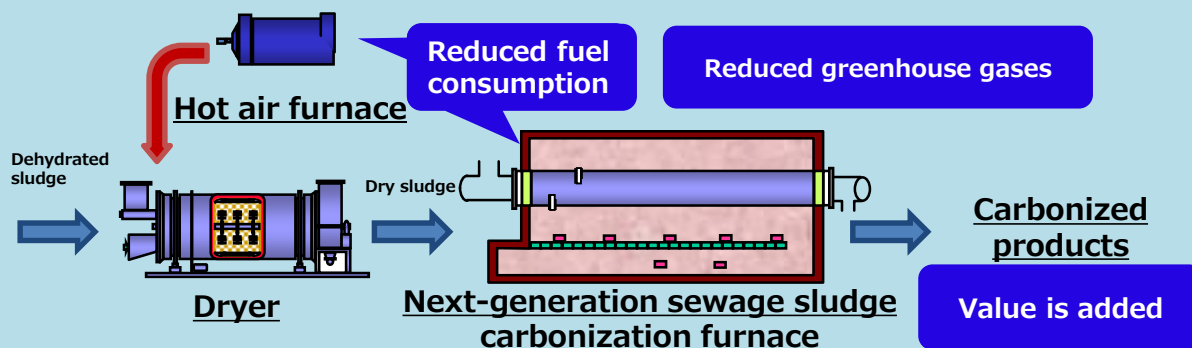 Reduced fuel
consumption
Reduced greenhouse gases
Hot air furnace
Dehydrated
sludge
Dry sludge
Carbonized
products
Dryer
Next-generation sewage sludge
carbonization furnace
Value is added